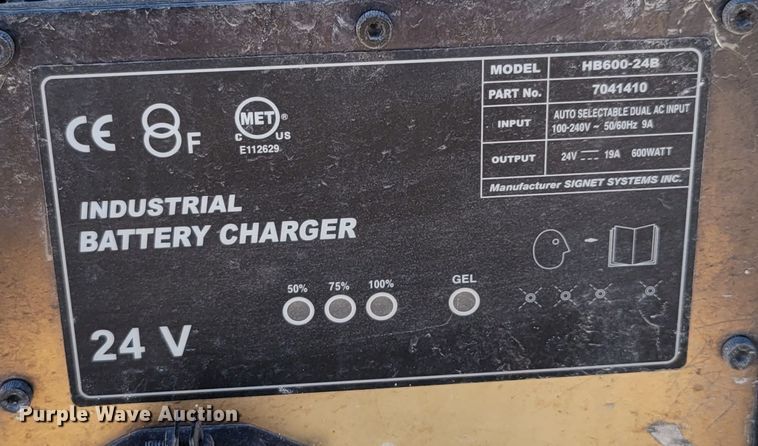 CE
F
MET®
C US
E112629
MODEL HB600-24B
PART No. 7041410
INPUT AUTO SELECTABLE DUAL AC INPUT
100-240V ~ 50/60Hz 9A
OUTPUT 24V 19A 600WATT
Manufacturer SIGNET SYSTEMS INC.
INDUSTRIAL
BATTERY CHARGER
50% 75% 100% GEL
24 V
Purple Wave Auction